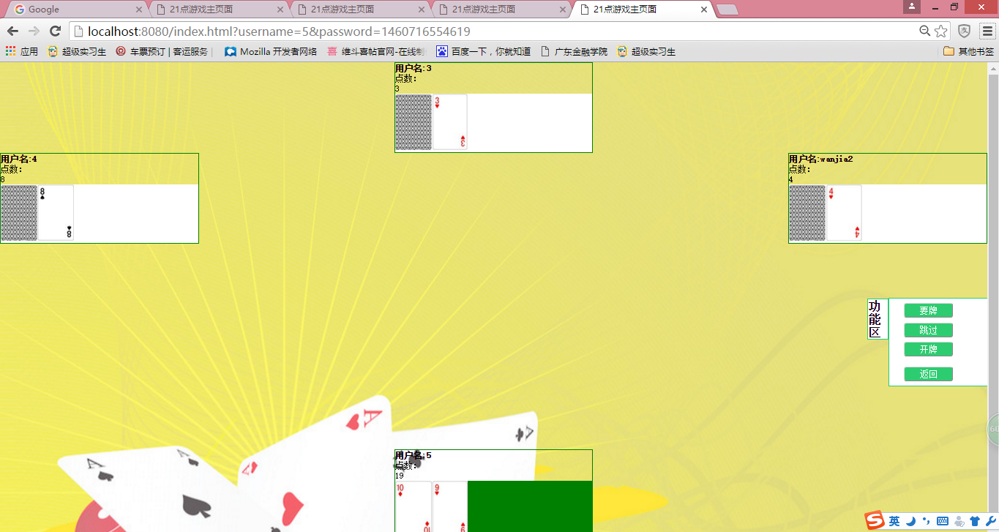 Google
21点游戏主页面
21点游戏主页面
21点游戏主页面
21点游戏主页面
localhost:8080/index.html?username=5&password=1460716554619
应用
超级实习生
车票预订 | 客运服务 |
Mozilla 开发者网络
维斗喜帖官网-在线制
百度一下，你就知道
广东金融学院
超级实习生
其他书签
用户名:3
点数:
3
3
3
用户名:4
点数:
8
8
8
用户名:wanjia2
点数:
4
4
4
功能区
要牌
跳过
开牌
返回
60
A
A
A
A
A
用户名:5
点数:
19
10
9
10
9
S 英